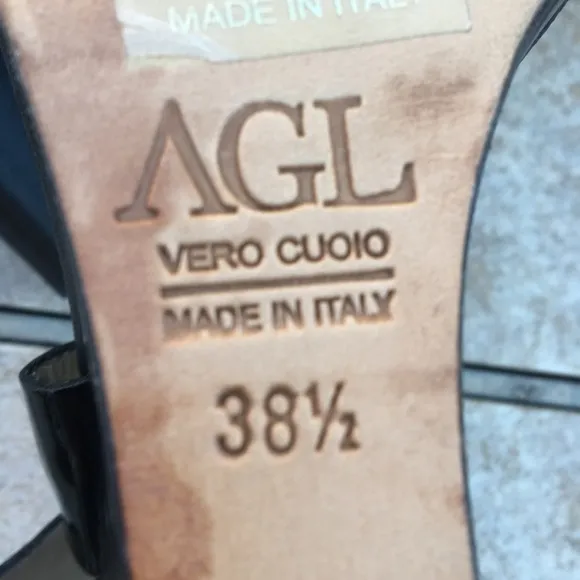 MADE IN ITALY
AGL
VERO CUOIO
MADE IN ITALY
38½